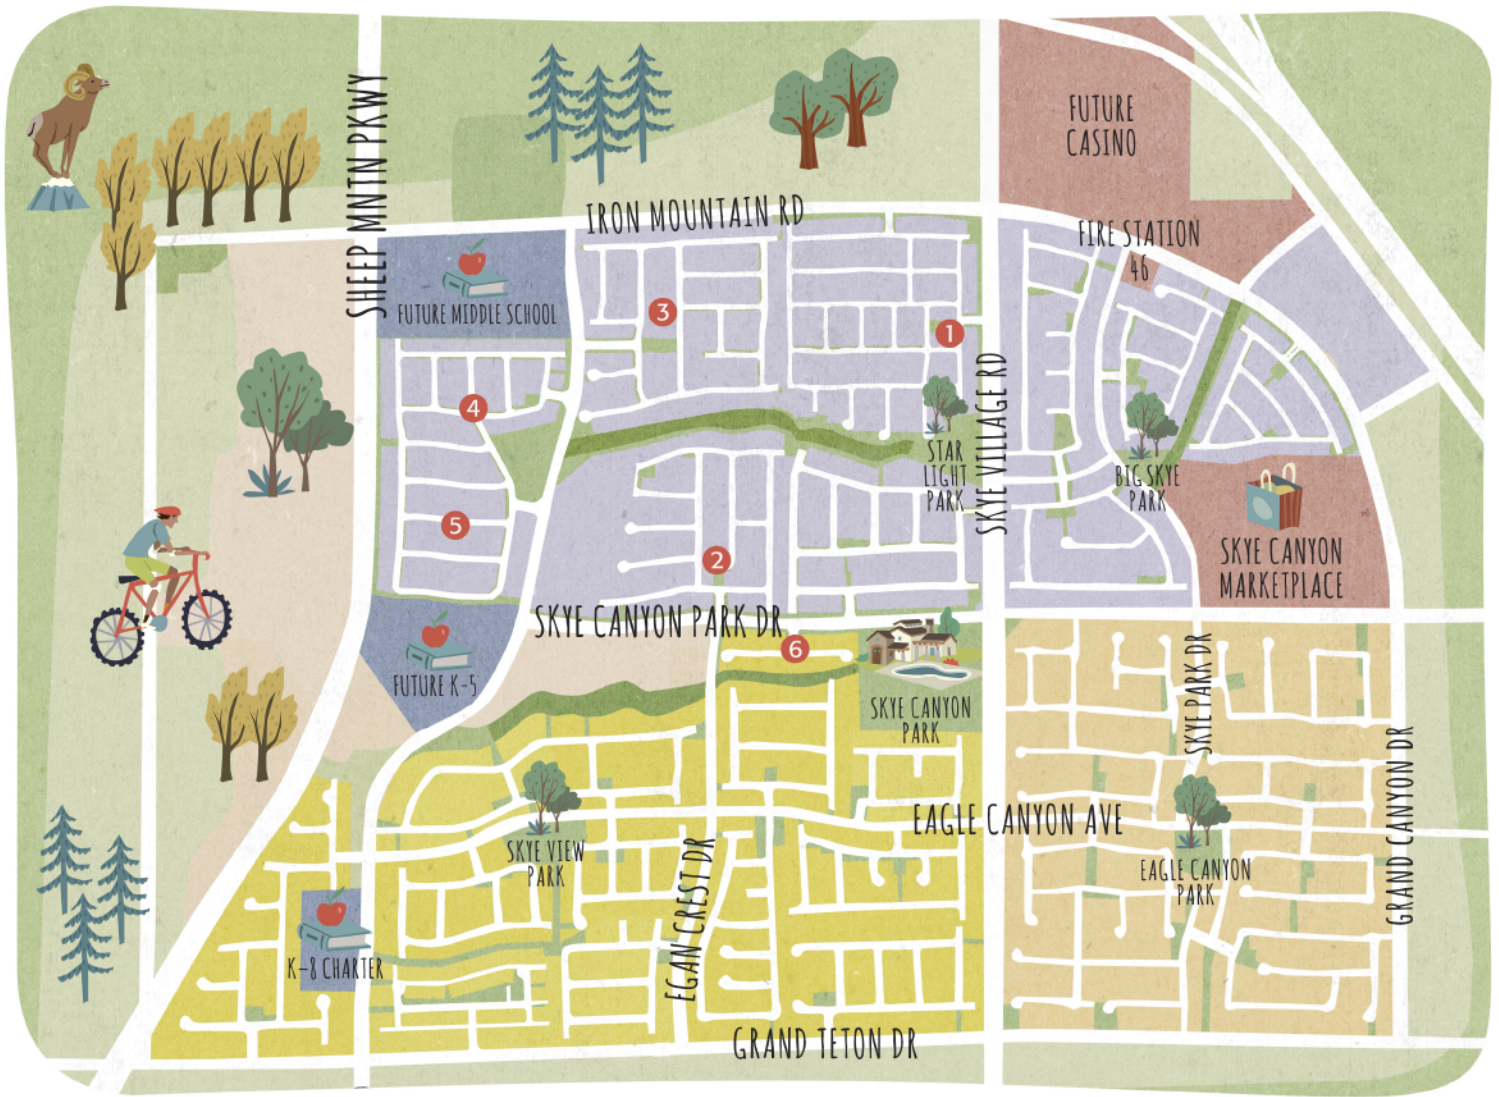 SHEEP MNTN PKWY
FUTURE
CASINO
IRON MOUNTAIN RD
FIRE STATION
46
FUTURE MIDDLE SCHOOL
3
1
4
STAR
LIGHT
PARK
SKYE VILLAGE RD
BIG SKYE
PARK
5
2
SKYE CANYON
MARKETPLACE
SKYE CANYON PARK DR
6
FUTURE K-5
SKYE CANYON
PARK
SKYE PARK DR
EAGLE CANYON AVE
GRAND CANYON DR
SKYE VIEW
PARK
EGAN CREST DR
EAGLE CANYON
PARK
K-8 CHARTER
GRAND TETON DR